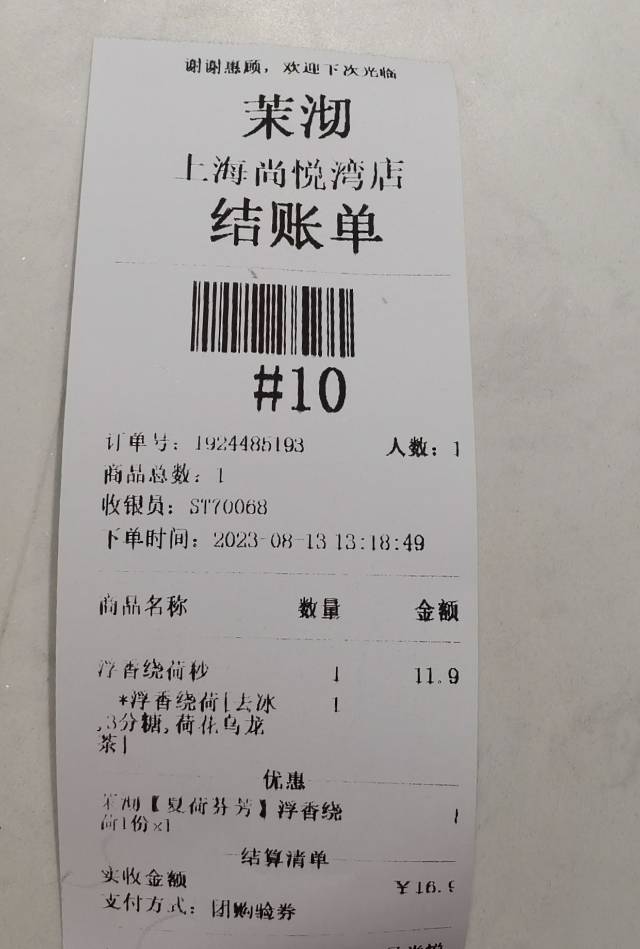 谢谢惠顾，欢迎下次光临
茉沏
上海尚悦湾店
结账单
#10
订单号：1924485193 人数：1
商品总数：1
收银员：ST70068
下单时间：2023-08-13 13:18:49
商品名称 数量 金额
浮香绕荷秒 1 11.9
*浮香绕荷[去冰 1
,3分糖,荷花乌龙
茶]
优惠
茉沏【夏荷芬芳】浮香绕 1
荷1份×1
结算清单
实收金额
支付方式：团购验券